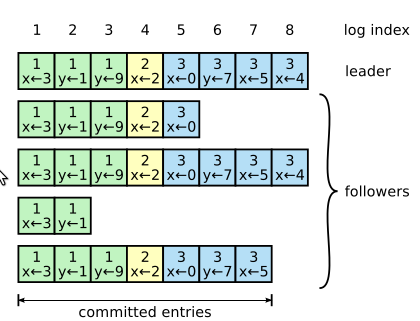 1 2 3 4 5 6 7 8 log index
1 1 1 2 3 3 3 3
x←3 y←1 y←9 x←2 x←0 y←7 x←5 x←4 leader
1 1 1 2 3
x←3 y←1 y←9 x←2 x←0
1 1 1 2 3 3 3 3
x←3 y←1 y←9 x←2 x←0 y←7 x←5 x←4
followers
1 1
x←3 y←1
1 1 1 2 3 3 3
x←3 y←1 y←9 x←2 x←0 y←7 x←5
committed entries